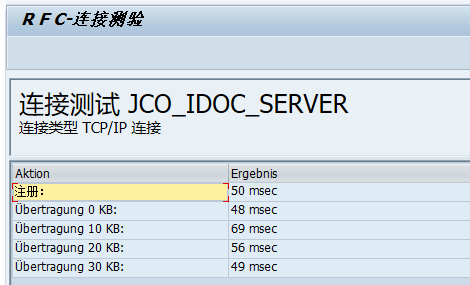 RFC-连接测验
连接测试 JCO_IDOC_SERVER
连接类型 TCP/IP 连接
Aktion Ergebnis
注册: 50 msec
Übertragung 0 KB: 48 msec
Übertragung 10 KB: 69 msec
Übertragung 20 KB: 56 msec
Übertragung 30 KB: 49 msec